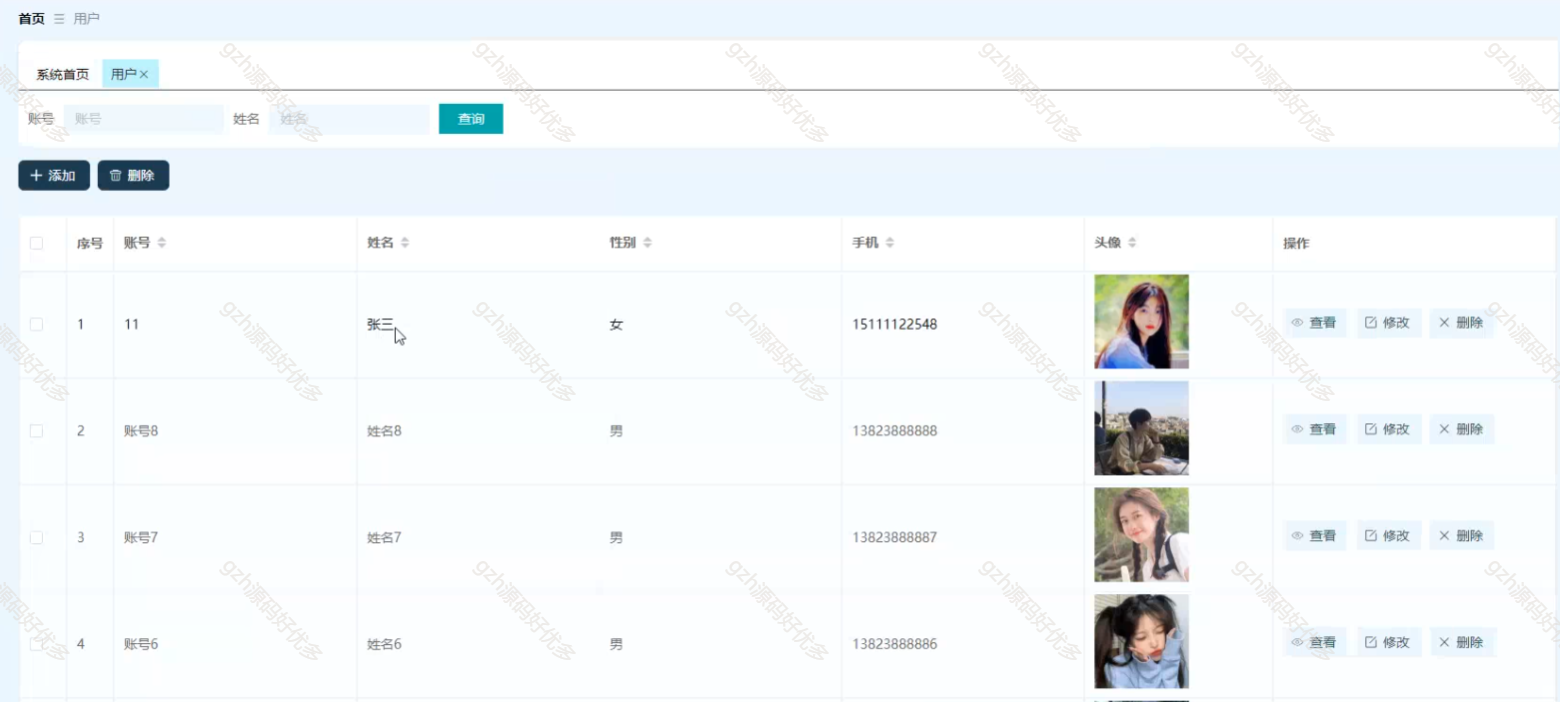 首页 三 用户
系统首页 用户×
账号 账号 姓名 姓名 查询
+ 添加 删除
序号 账号 姓名 性别 手机 头像 操作
1 11 张三 女 15111122548 查看 修改 × 删除
2 账号8 姓名8 男 13823888888 查看 修改 × 删除
3 账号7 姓名7 男 13823888887 查看 修改 × 删除
4 账号6 姓名6 男 13823888886 查看 修改 × 删除
gzh源码好优多